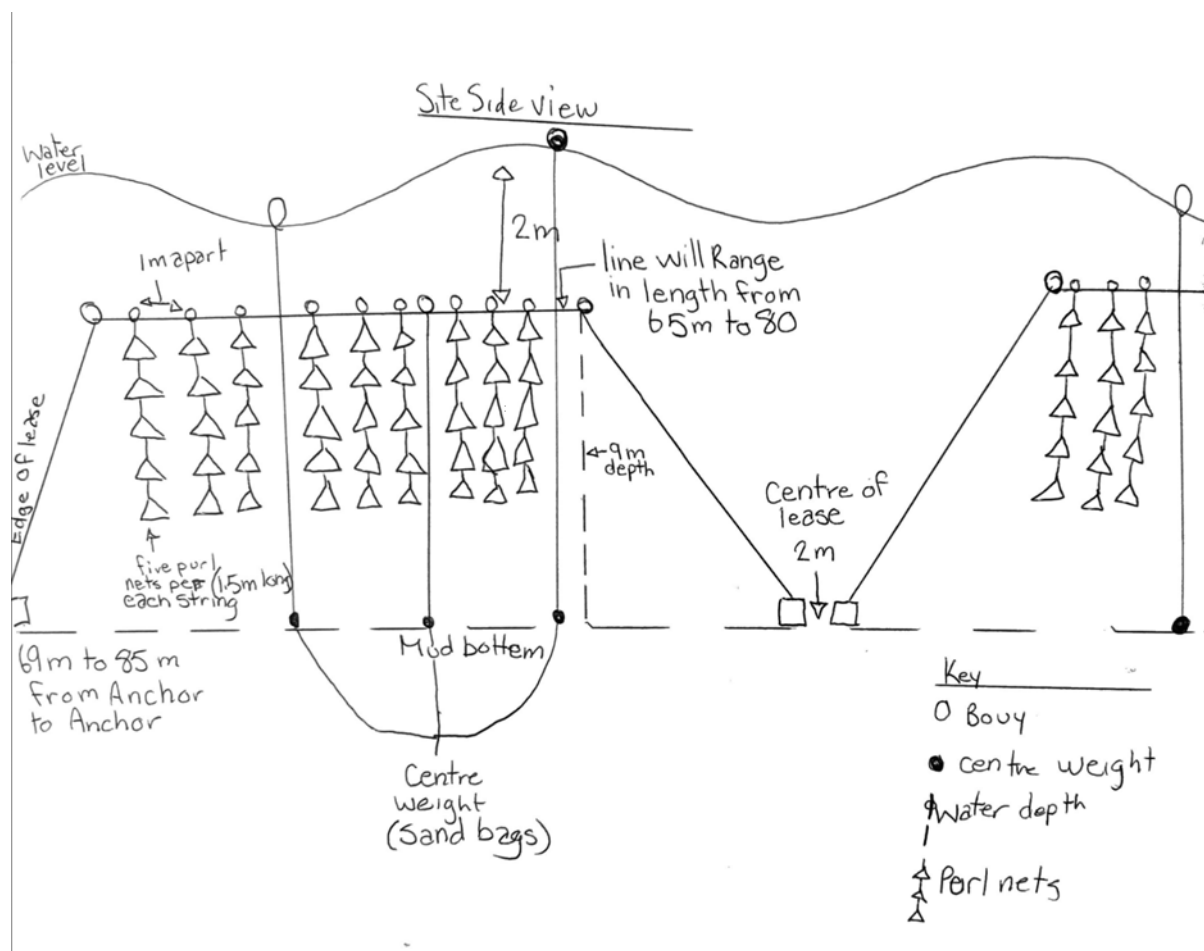 Site Side view
Water
level
1m apart
2m
line will Range
in length from
65m to 80
Edge of lease
9m
depth
Centre of
lease
2m
five purl
nets per (1.5m long)
each string
Mud bottem
69m to 85m
from Anchor
to Anchor
Centre
weight
(Sand bags)
Key
Bouy
centre weight
Water depth
Perl nets